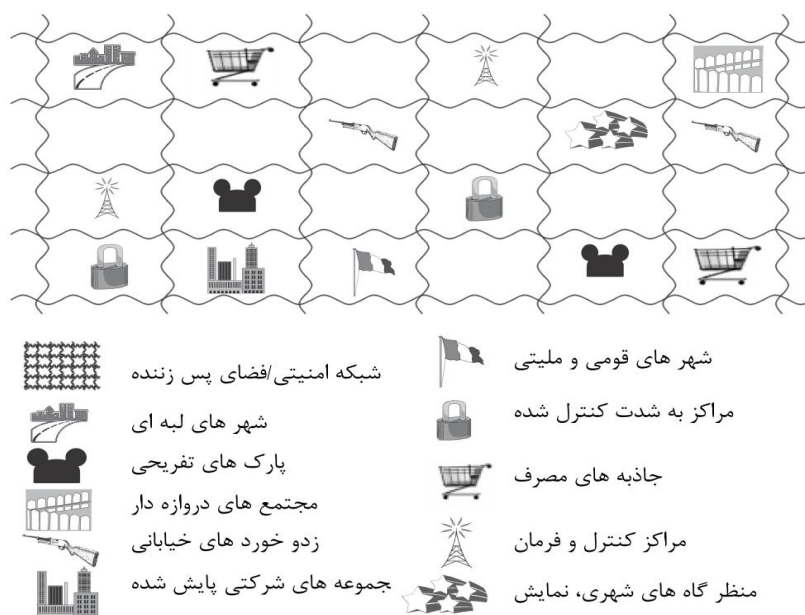 شهر های قومی و ملیتی
مراکز به شدت کنترل شده
جاذبه های مصرف
مراکز کنترل و فرمان
منظر گاه های شهری، نمایش
شبکه امنیتی/فضای پس زننده
شهر های لبه ای
پارک های تفریحی
مجتمع های دروازه دار
زدو خورد های خیابانی
جموعه های شرکتی پایش شده